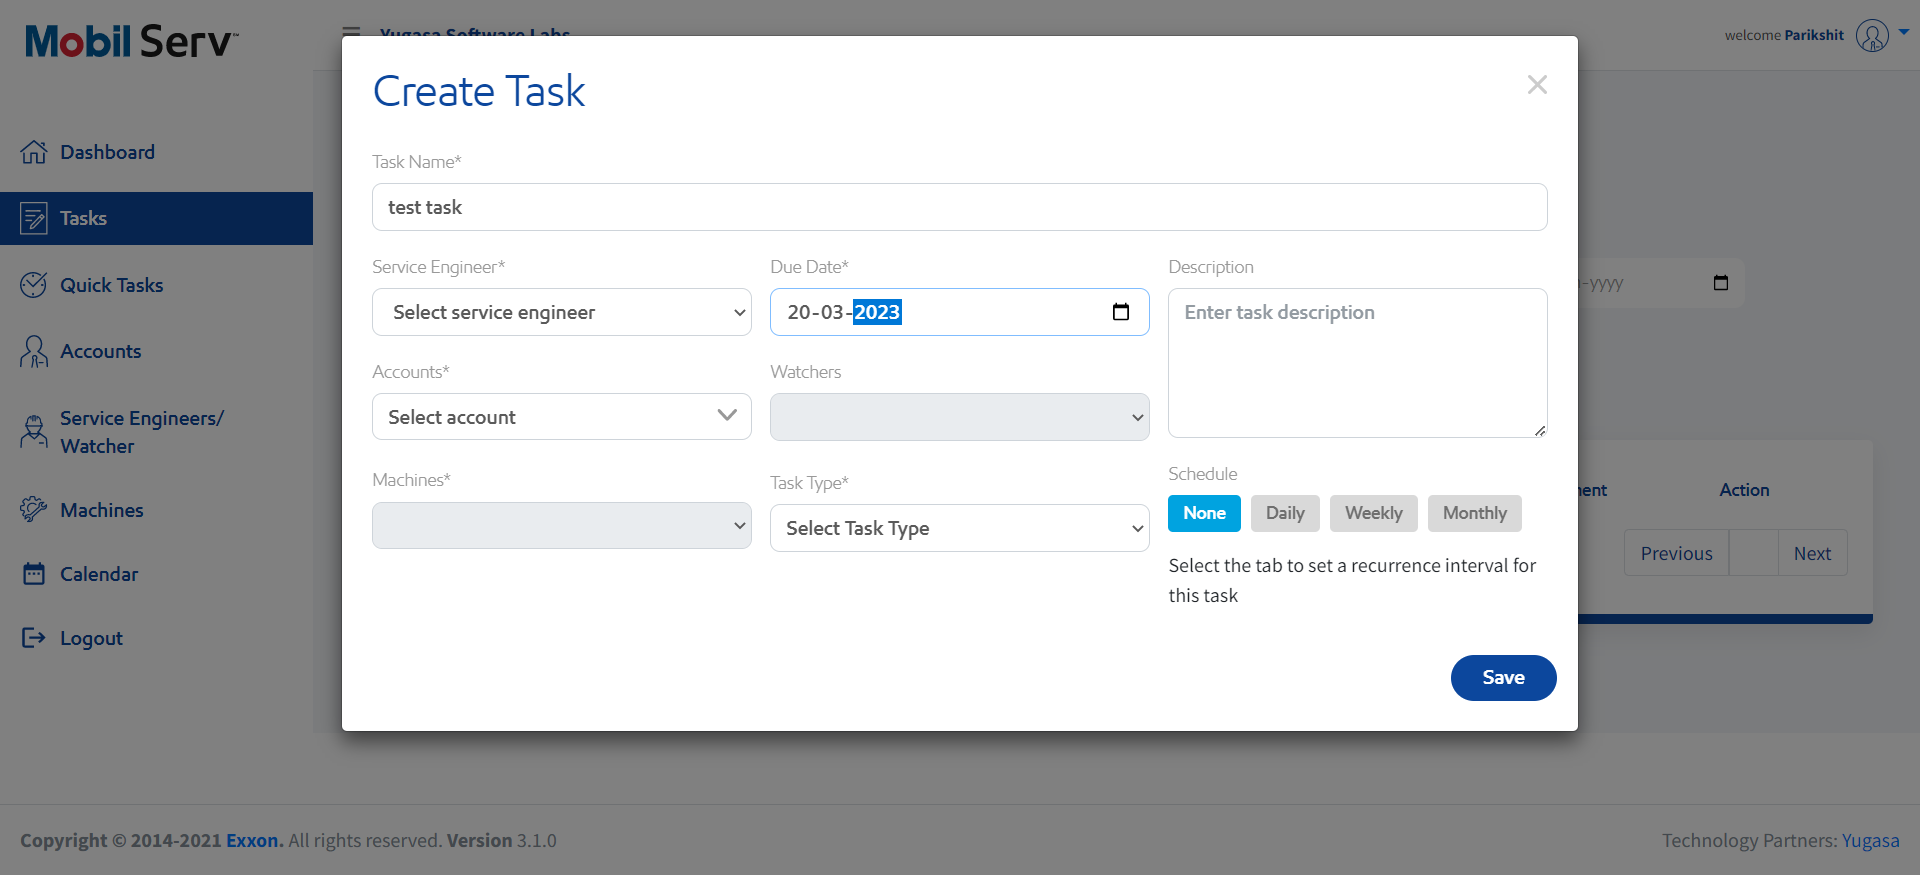 Mobil Serv™
Yugasa Software Labs
welcome Parikshit
Dashboard
Tasks
Quick Tasks
Accounts
Service Engineers/
Watcher
Machines
Calendar
Logout
Create Task
Task Name*
test task
Service Engineer*
Select service engineer
Due Date*
20-03-2023
Description
Enter task description
Accounts*
Select account
Watchers
Machines*
Task Type*
Select Task Type
Schedule
None Daily Weekly Monthly
Select the tab to set a recurrence interval for
this task
Save
-yyyy
Action
Previous Next
Copyright © 2014-2021 Exxon. All rights reserved. Version 3.1.0
Technology Partners: Yugasa